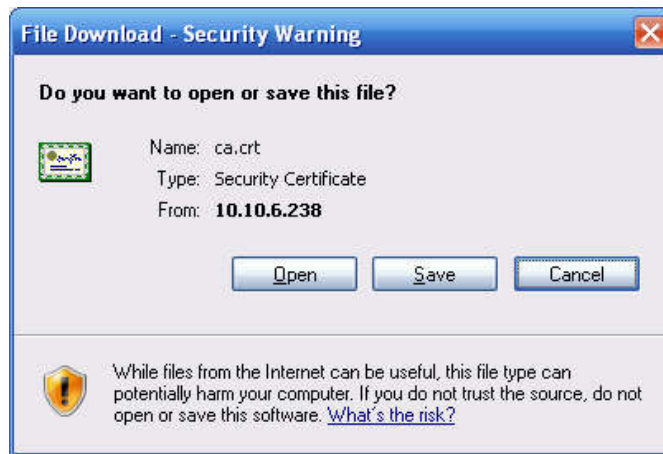 File Download - Security Warning
Do you want to open or save this file?
Name: ca.crt
Type: Security Certificate
From: 10.10.6.238
Open Save Cancel
While files from the Internet can be useful, this file type can
potentially harm your computer. If you do not trust the source, do not
open or save this software. What's the risk?